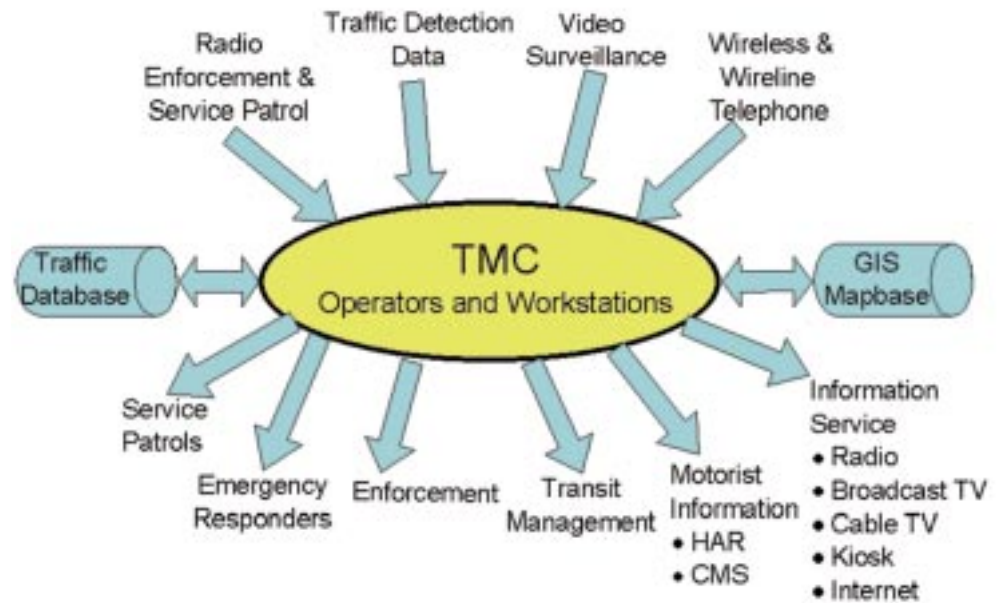 Radio
Enforcement &
Service Patrol
Traffic Detection
Data
Video
Surveillance
Wireless &
Wireline
Telephone
Traffic
Database
TMC
Operators and Workstations
GIS
Mapbase
Service
Patrols
Emergency
Responders
Enforcement
Transit
Management
Motorist
Information
• HAR
• CMS
Information
Service
• Radio
• Broadcast TV
• Cable TV
• Kiosk
• Internet